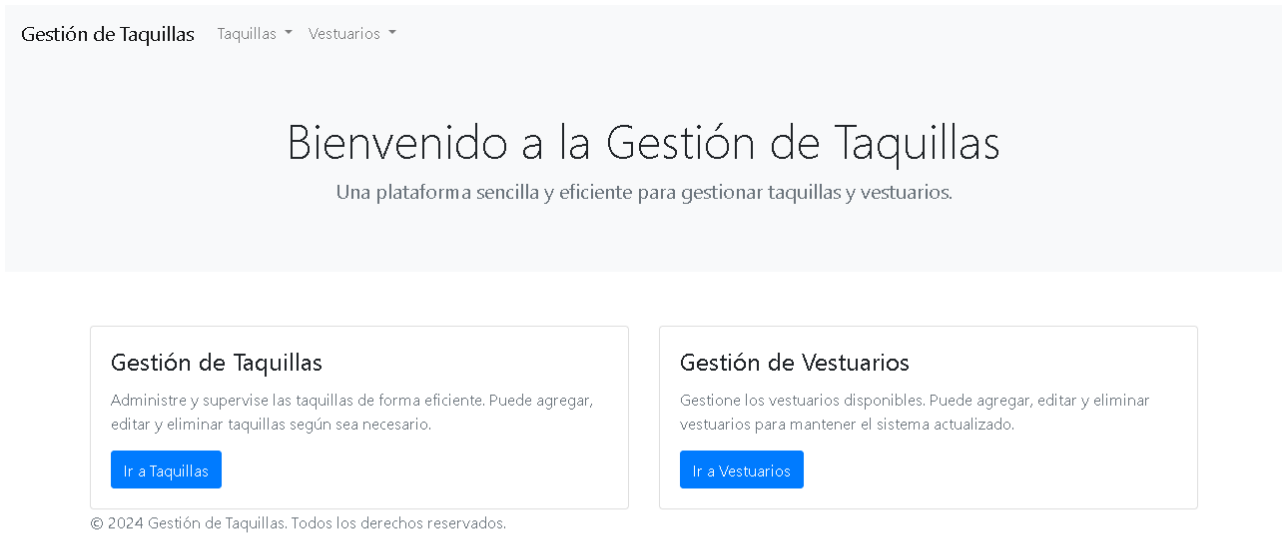 Gestión de Taquillas Taquillas Vestuarios
Bienvenido a la Gestión de Taquillas
Una plataforma sencilla y eficiente para gestionar taquillas y vestuarios.
Gestión de Taquillas
Administre y supervise las taquillas de forma eficiente. Puede agregar,
editar y eliminar taquillas según sea necesario.
Ir a Taquillas
Gestión de Vestuarios
Gestione los vestuarios disponibles. Puede agregar, editar y eliminar
vestuarios para mantener el sistema actualizado.
Ir a Vestuarios
© 2024 Gestión de Taquillas. Todos los derechos reservados.